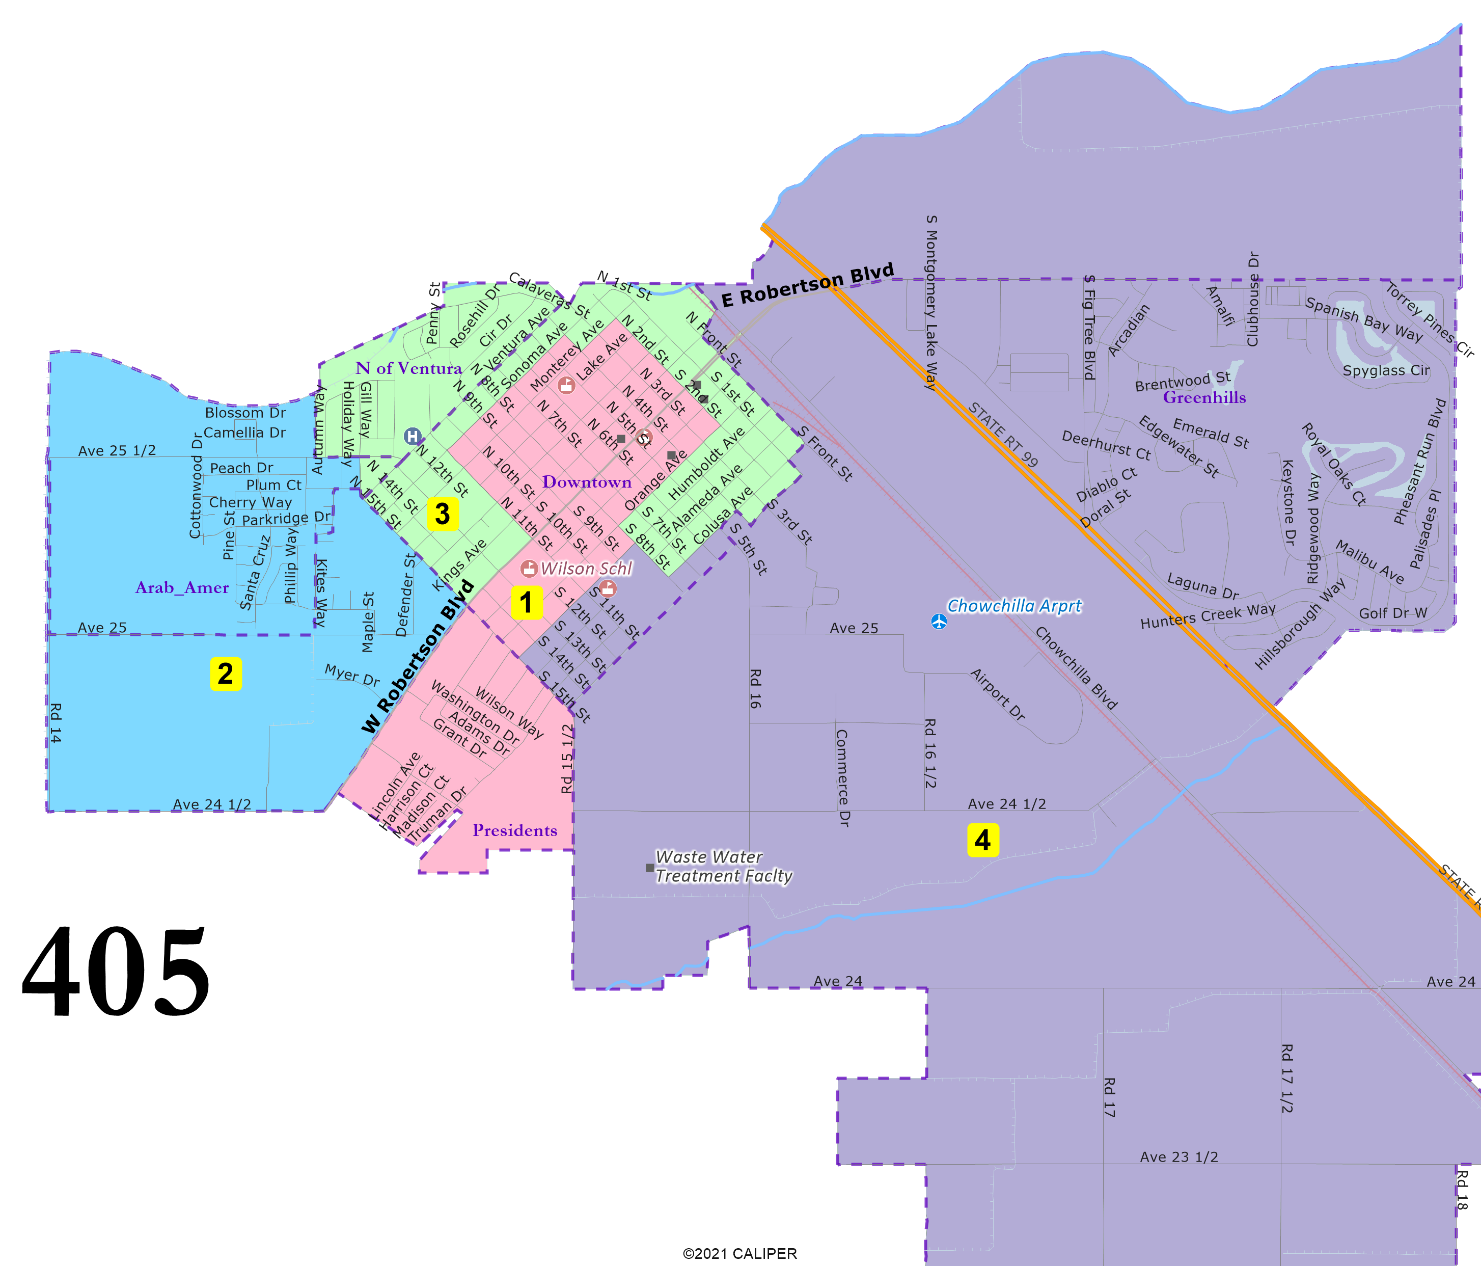 S Montgomery Lake Way
E Robertson Blvd
N 1st St
Calaveras St
Penny St
Rosehill Dr
Cir Dr
N Ventura Ave
Sonoma Ave
Monterey Ave
Lake Ave
N 2nd St
N Front St
S Fig Tree Blvd
Arcadian
Amalfi
Clubhouse Dr
Spanish Bay Way
Torrey Pines Cir
Spyglass Cir
Brentwood St
Greenhills
N of Ventura
N 8th St
N 9th St
N 3rd St
S 2nd St
S 1st St
N 4th St
N 5th St
N 6th St
N 7th St
Blossom Dr
Camellia Dr
Autumn Way
Holiday Way
Gill Way
H
Ave 25 1/2
Cottonwood Dr
Peach Dr
Plum Ct
Cherry Way
Parkridge Dr
Pine St
Santa Cruz
Phillip Way
N 12th St
N 14th St
N 15th St
N 10th St
N 11th St
Downtown
Orange Ave
Humboldt Ave
Alameda Ave
Colusa Ave
S Front St
STATE RT 99
Deerhurst Ct
Edgewater St
Emerald St
Diablo Ct
Doral St
Keystone Dr
Ridgewood Way
Royal Oaks Ct
Pheasant Run Blvd
Palisades Pl
Malibu Ave
3
S 10th St
S 9th St
S 7th St
S 8th St
S 3rd St
S 5th St
Kings Ave
Wilson Schl
Arab_Amer
Kites Way
Maple St
Defender St
1
S 11th St
S 12th St
S 13th St
S 14th St
S 15th St
Chowchilla Arprt
Laguna Dr
Hunters Creek Way
Hillsborough Way
Golf Dr W
Ave 25
Ave 25
2
Myer Dr
W Robertson Blvd
Rd 14
Wilson Way
Washington Dr
Adams Dr
Grant Dr
Rd 15 1/2
Rd 16
Airport Dr
Chowchilla Blvd
Rd 16 1/2
Commerce Dr
Ave 24 1/2
Lincoln Ave
Harrison Ct
Madison Ct
Truman Dr
Presidents
Ave 24 1/2
4
Waste Water
Treatment Faclty
STATE R
405
Ave 24
Ave 24
Rd 17
Rd 17 1/2
Ave 23 1/2
Rd 18
©2021 CALIPER